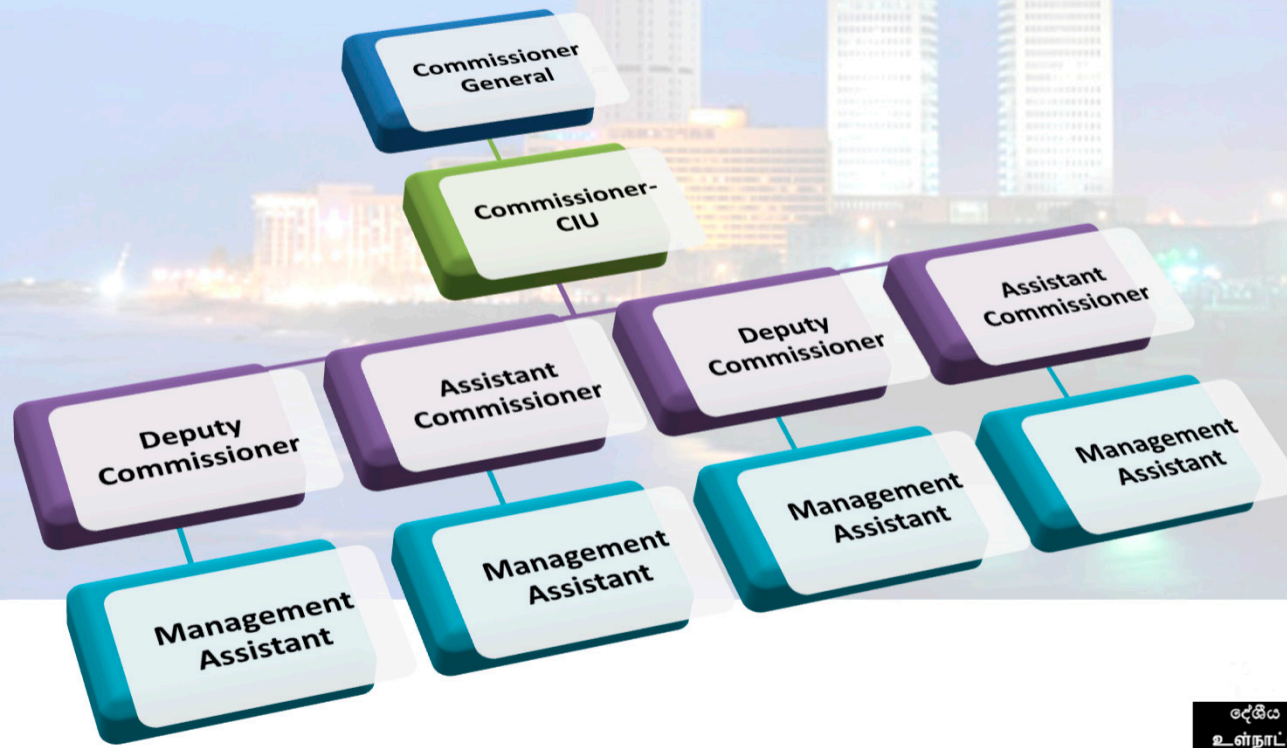 Commissioner
General
Commissioner-
CIU
Deputy
Commissioner
Assistant
Commissioner
Deputy
Commissioner
Assistant
Commissioner
Management
Assistant
Management
Assistant
Management
Assistant
Management
Assistant
දේශීය